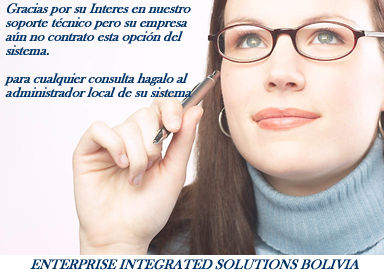 Gracias por su Interes en nuestro
soporte técnico pero su empresa
aún no contrato esta opción del
sistema.
para cualquier consulta hagalo al
administrador local de su sistema
ENTERPRISE INTEGRATED SOLUTIONS BOLIVIA